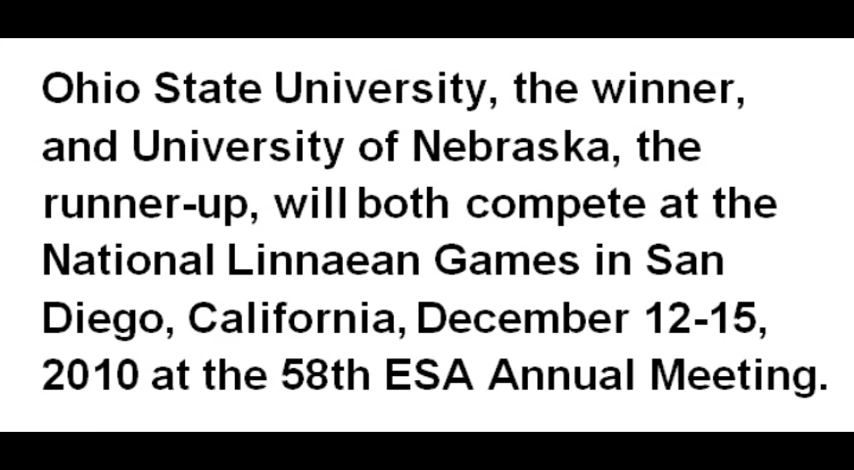 Ohio State University, the winner,
and University of Nebraska, the
runner-up, will both compete at the
National Linnaean Games in San
Diego, California, December 12-15,
2010 at the 58th ESA Annual Meeting.